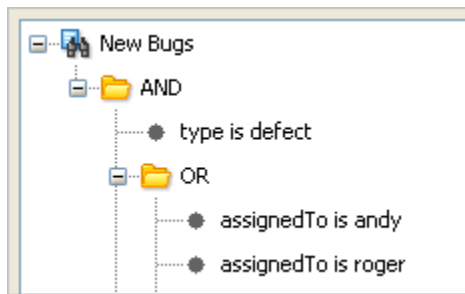 New Bugs
AND
type is defect
OR
assignedTo is andy
assignedTo is roger